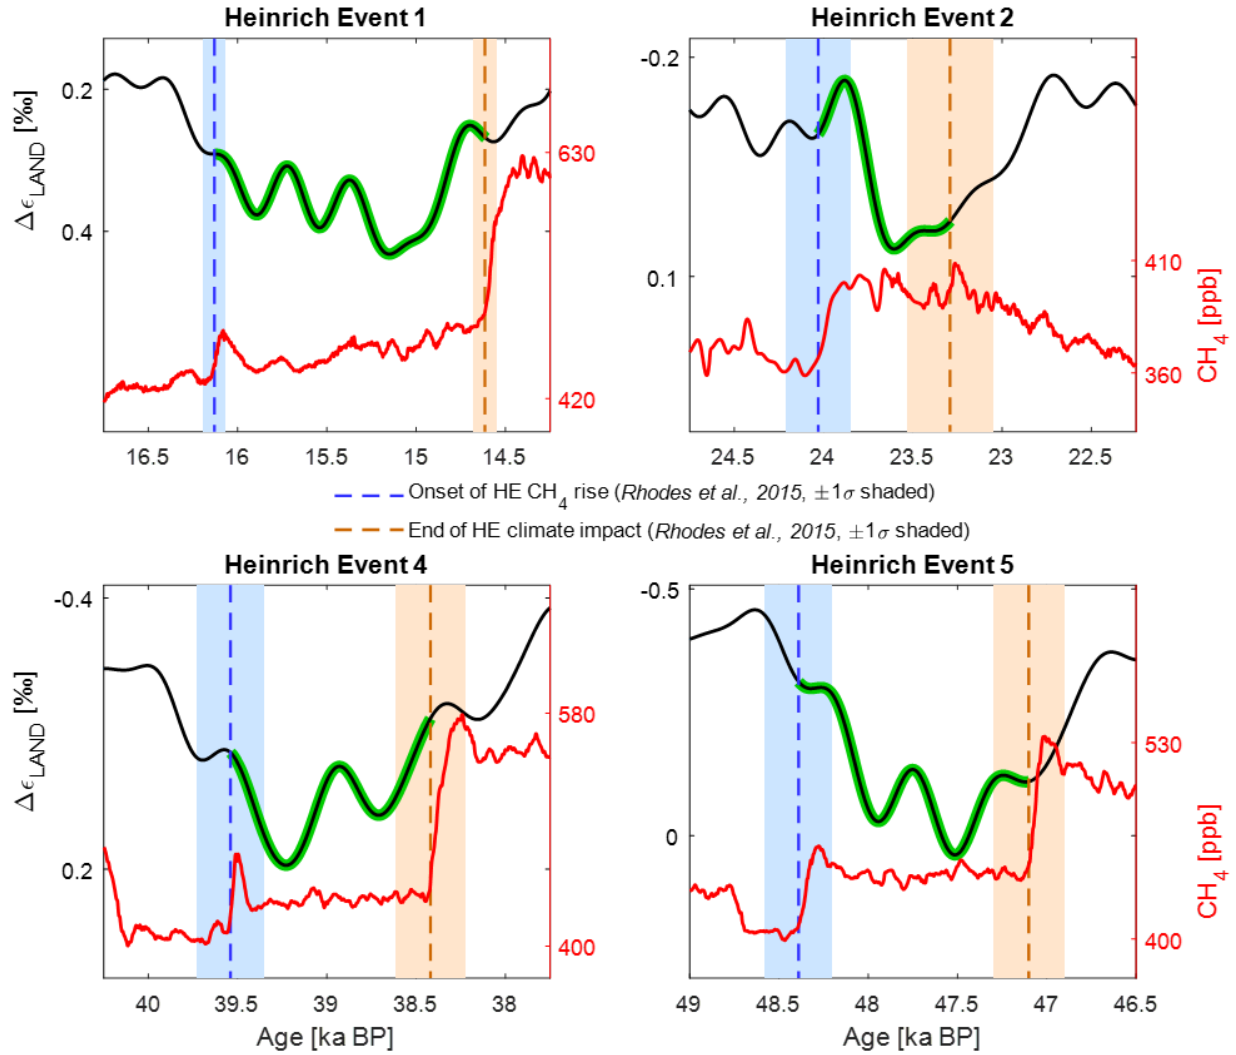 Heinrich Event 1
Heinrich Event 2
0.2
0.4
Δϵ_LAND [‰]
630
420
16.5 16 15.5 15 14.5
-0.2
0.1
410
360
CH₄ [ppb]
24.5 24 23.5 23 22.5
Onset of HE CH₄ rise (Rhodes et al., 2015, ±1σ shaded)
End of HE climate impact (Rhodes et al., 2015, ±1σ shaded)
Heinrich Event 4
Heinrich Event 5
-0.4
0.2
Δϵ_LAND [‰]
580
400
40 39.5 39 38.5 38
Age [ka BP]
-0.5
0
530
400
CH₄ [ppb]
49 48.5 48 47.5 47 46.5
Age [ka BP]